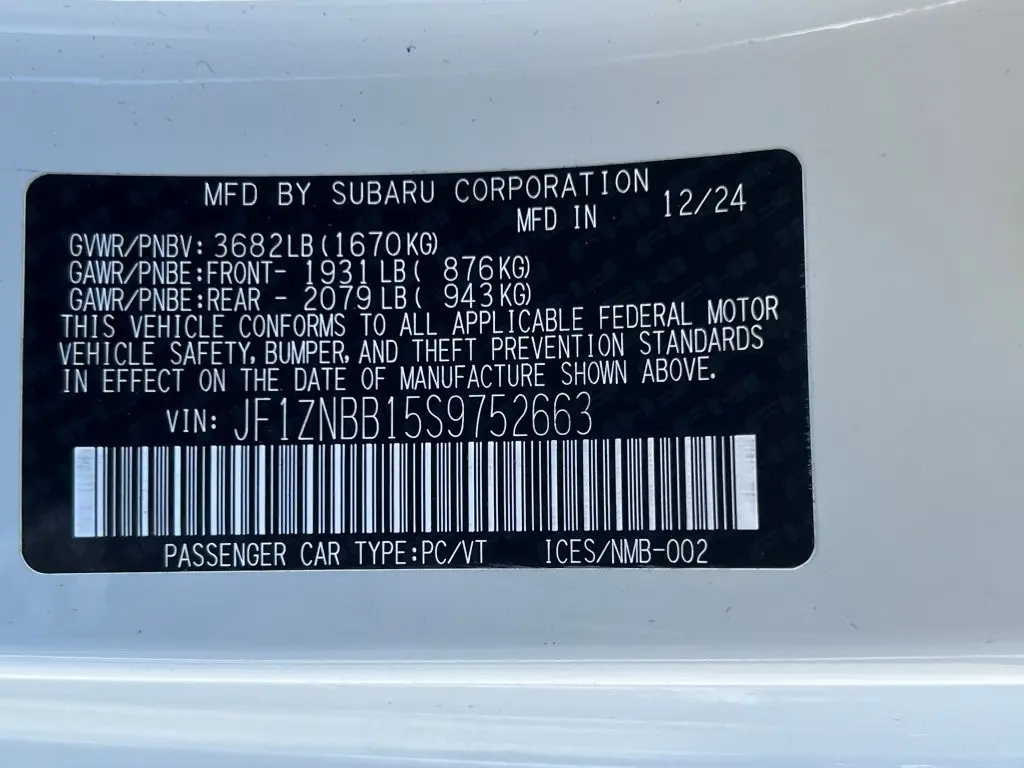 MFD BY SUBARU CORPORATION
MFD IN 12/24
GVWR/PNBV: 3682LB(1670KG)
GAWR/PNBE:FRONT- 1931LB( 876KG)
GAWR/PNBE:REAR - 2079LB( 943KG)
THIS VEHICLE CONFORMS TO ALL APPLICABLE FEDERAL MOTOR
VEHICLE SAFETY, BUMPER, AND THEFT PREVENTION STANDARDS
IN EFFECT ON THE DATE OF MANUFACTURE SHOWN ABOVE.
VIN: JF1ZNBB15S9752663
PASSENGER CAR TYPE:PC/VT ICES/NMB-002